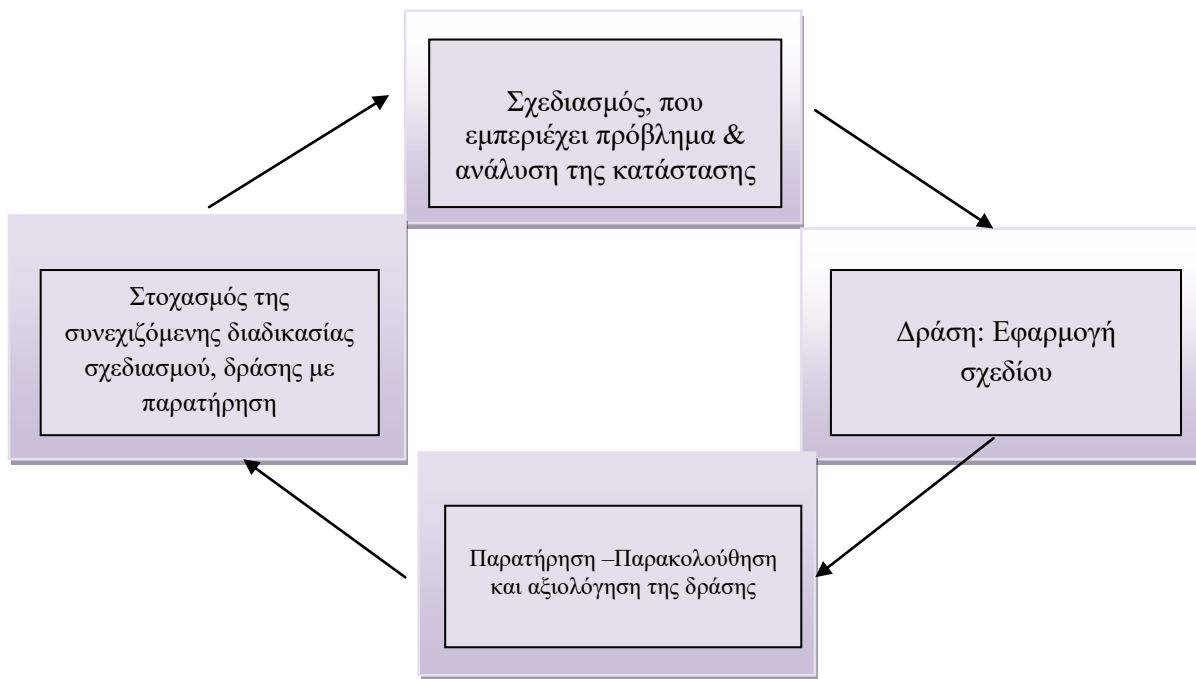 Σχεδιασμός, που
εμπεριέχει πρόβλημα &
ανάλυση της κατάστασης
Δράση: Εφαρμογή
σχεδίου
Παρατήρηση –Παρακολούθηση
και αξιολόγηση της δράσης
Στοχασμός της
συνεχιζόμενης διαδικασίας
σχεδιασμού, δράσης με
παρατήρηση